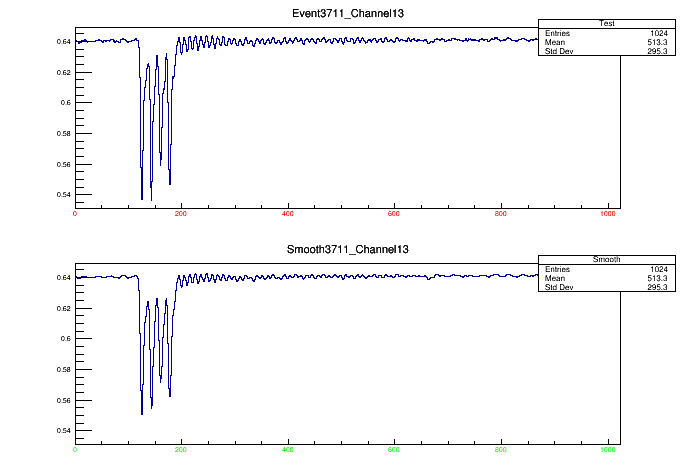 Event3711_Channel13
Test
Entries 1024
Mean 513.3
Std Dev 295.3
0.64
0.62
0.6
0.58
0.56
0.54
0 200 400 600 800 1000
Smooth3711_Channel13
Smooth
Entries 1024
Mean 513.3
Std Dev 295.3
0.64
0.62
0.6
0.58
0.56
0.54
0 200 400 600 800 1000